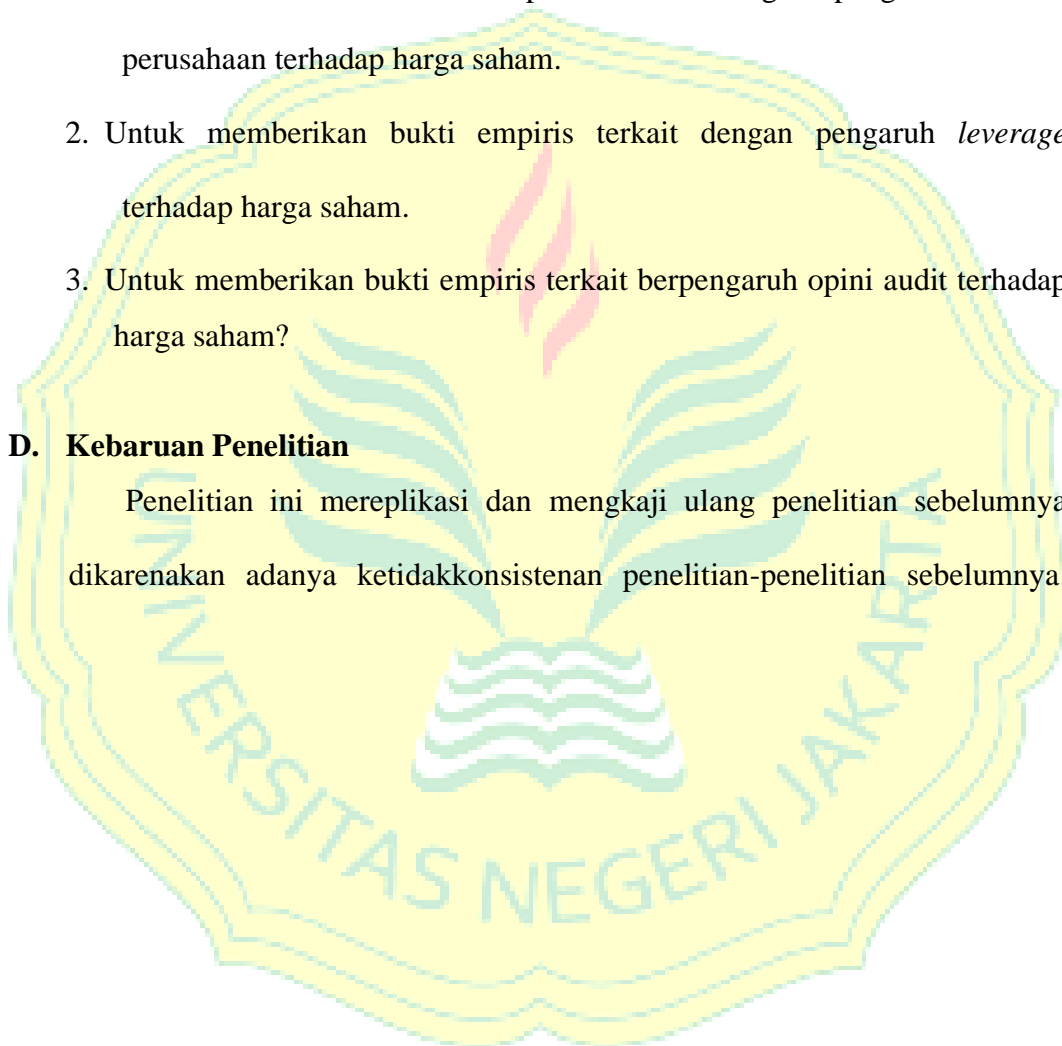 perusahaan terhadap harga saham.
2. Untuk memberikan bukti empiris terkait dengan pengaruh leverage
terhadap harga saham.
3. Untuk memberikan bukti empiris terkait berpengaruh opini audit terhadap
harga saham?
D. Kebaruan Penelitian
Penelitian ini mereplikasi dan mengkaji ulang penelitian sebelumnya
dikarenakan adanya ketidakkonsistenan penelitian-penelitian sebelumnya.
UNIVERSITAS NEGERI JAKARTA